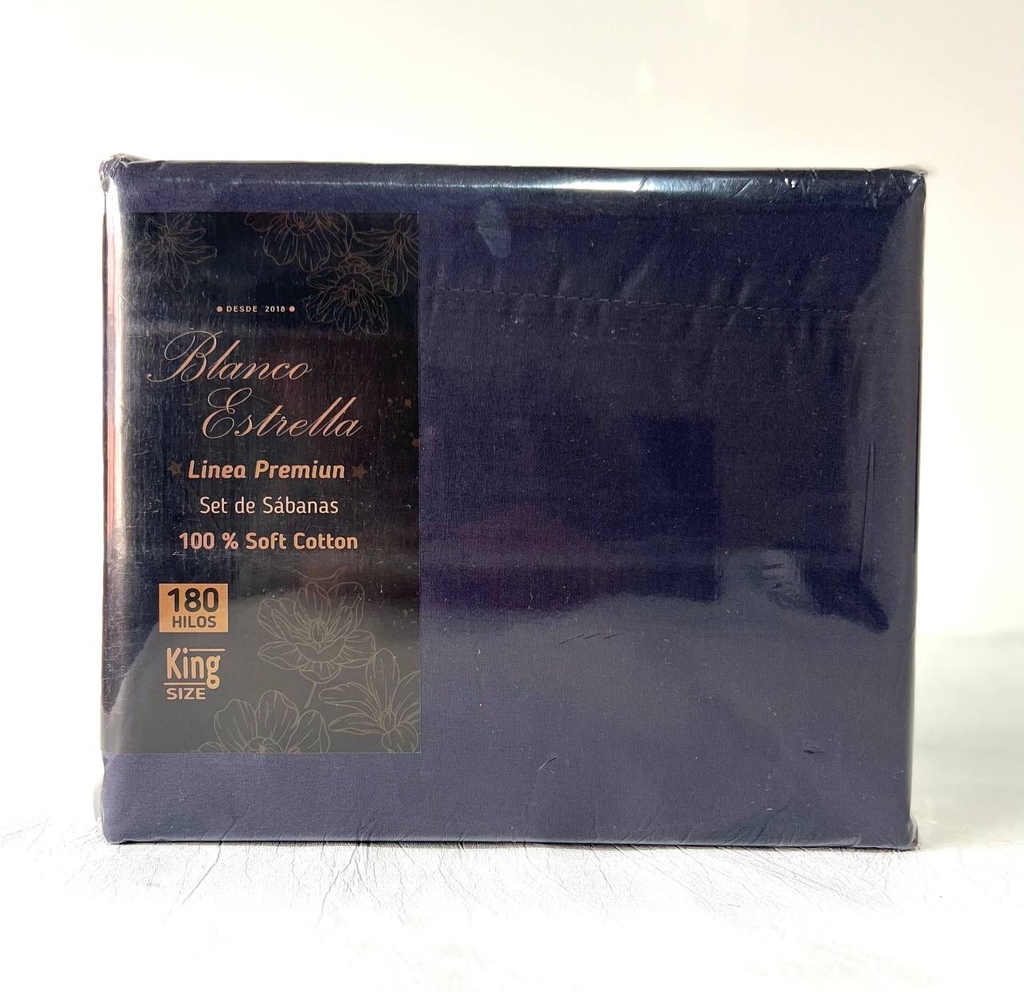 DESDE 2018
Blanco
Estrella
Linea Premiun
Set de Sábanas
100 % Soft Cotton
180
HILOS
King
SIZE